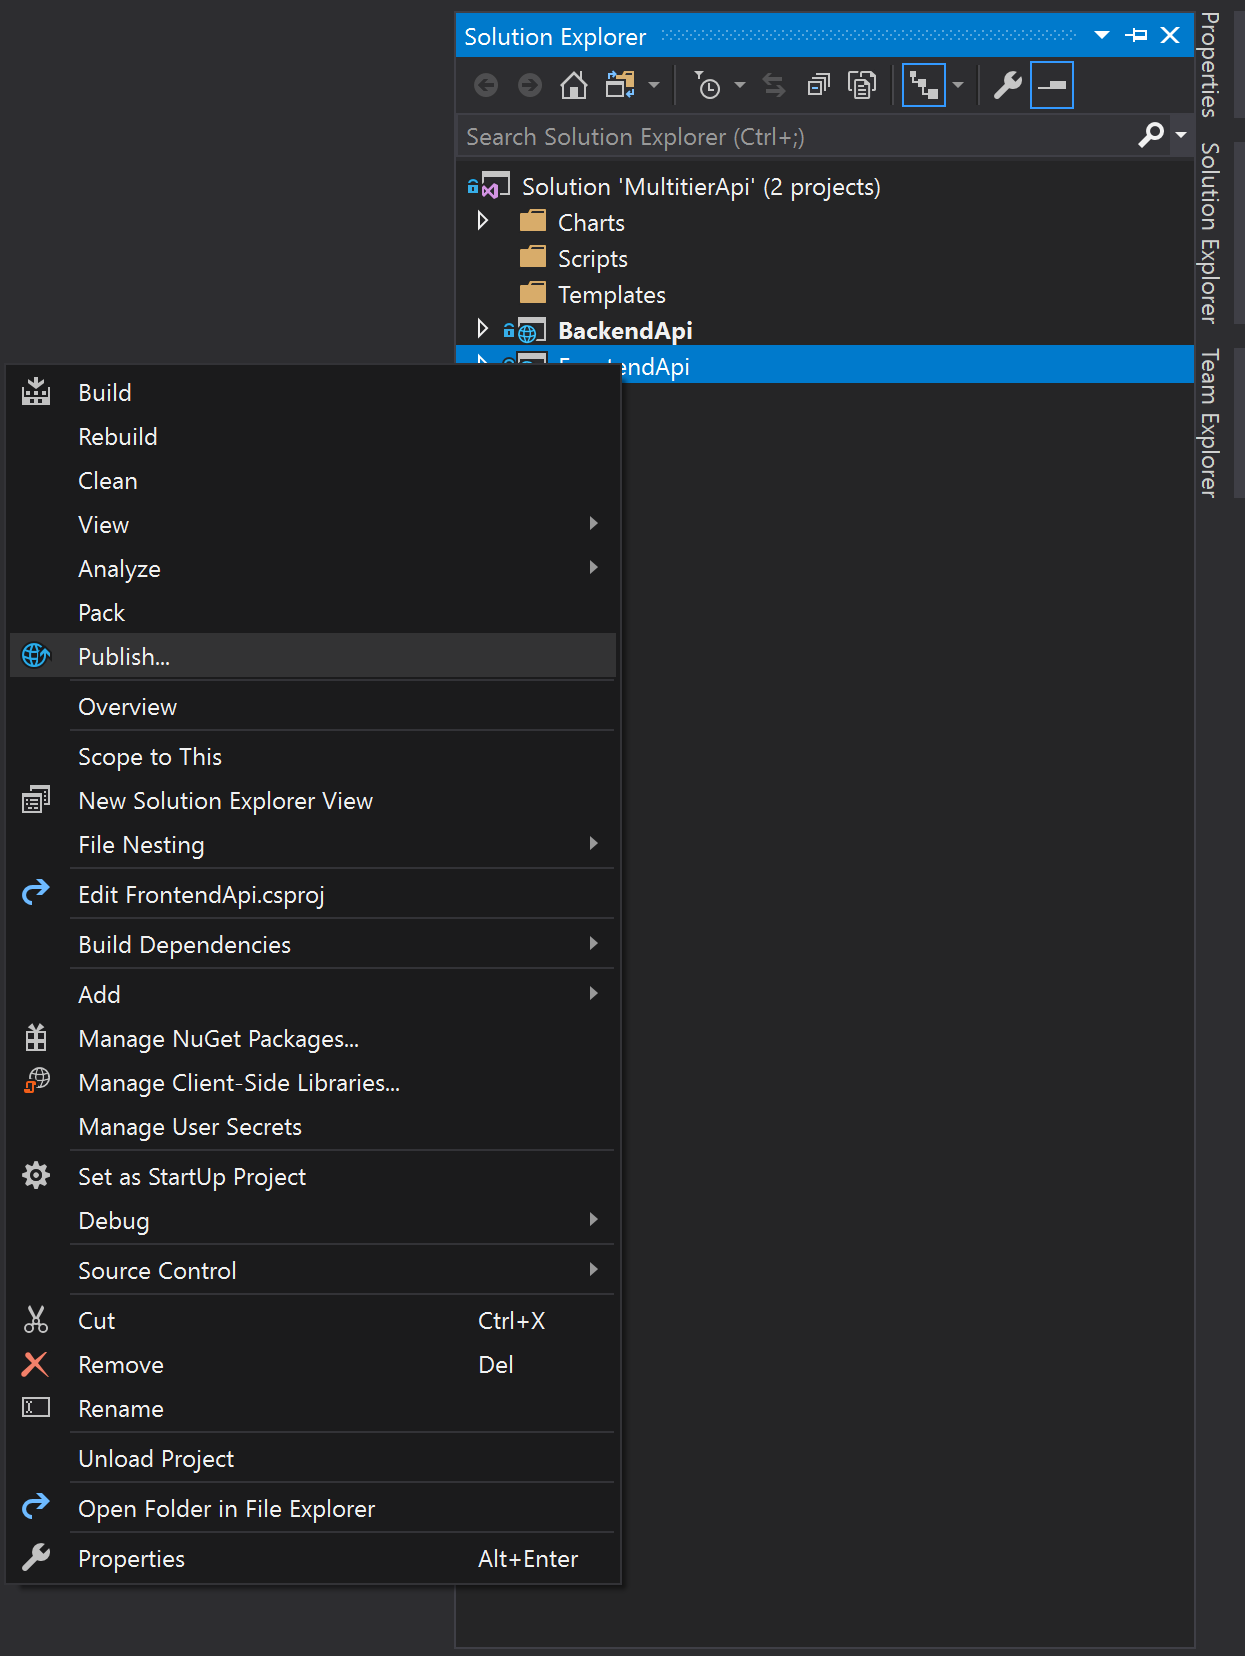 Solution Explorer
Search Solution Explorer (Ctrl+;)
Solution 'MultitierApi' (2 projects)
Charts
Scripts
Templates
BackendApi
endApi
Build
Rebuild
Clean
View
Analyze
Pack
Publish...
Overview
Scope to This
New Solution Explorer View
File Nesting
Edit FrontendApi.csproj
Build Dependencies
Add
Manage NuGet Packages...
Manage Client-Side Libraries...
Manage User Secrets
Set as StartUp Project
Debug
Source Control
Cut Ctrl+X
Remove Del
Rename
Unload Project
Open Folder in File Explorer
Properties Alt+Enter
Properties
Solution Explorer
Team Explorer